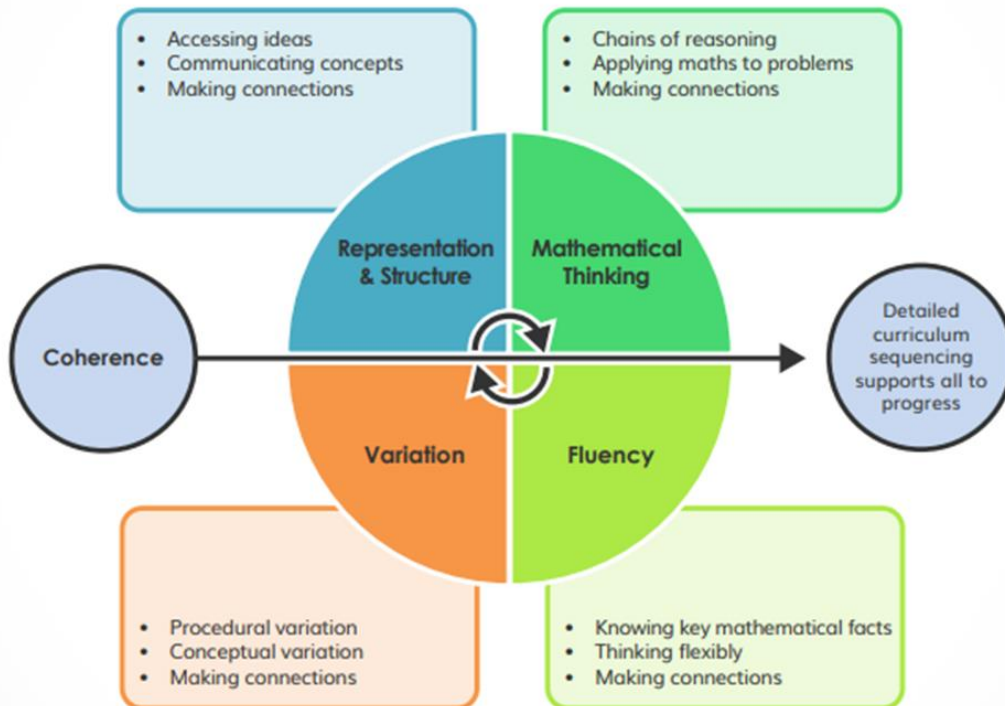 • Accessing ideas
• Communicating concepts
• Making connections
• Chains of reasoning
• Applying maths to problems
• Making connections
Representation
& Structure
Mathematical
Thinking
Coherence
Detailed
curriculum
sequencing
supports all to
progress
Variation
Fluency
• Procedural variation
• Conceptual variation
• Making connections
• Knowing key mathematical facts
• Thinking flexibly
• Making connections